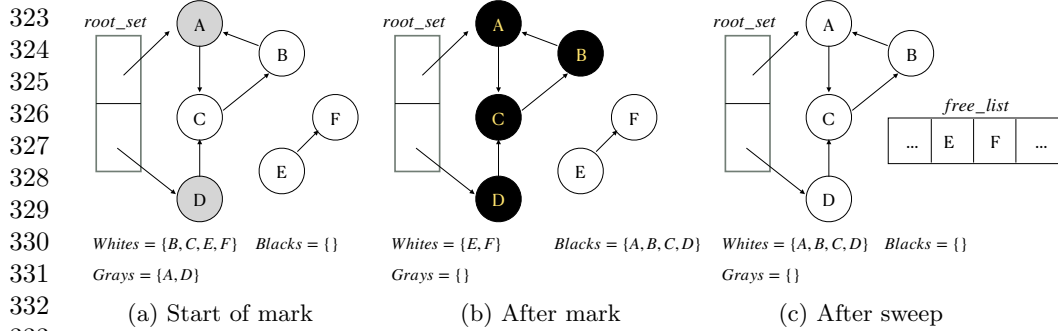 323
324
325
326
327
328
329
330
331
332
root_set
A
B
C
D
E
F
Whites = {B, C, E, F} Blacks = {}
Grays = {A, D}
(a) Start of mark
root_set
A
B
C
D
E
F
Whites = {E, F} Blacks = {A, B, C, D}
Grays = {}
(b) After mark
root_set
A
B
C
D
free_list
... E F ...
Whites = {A, B, C, D} Blacks = {}
Grays = {}
(c) After sweep